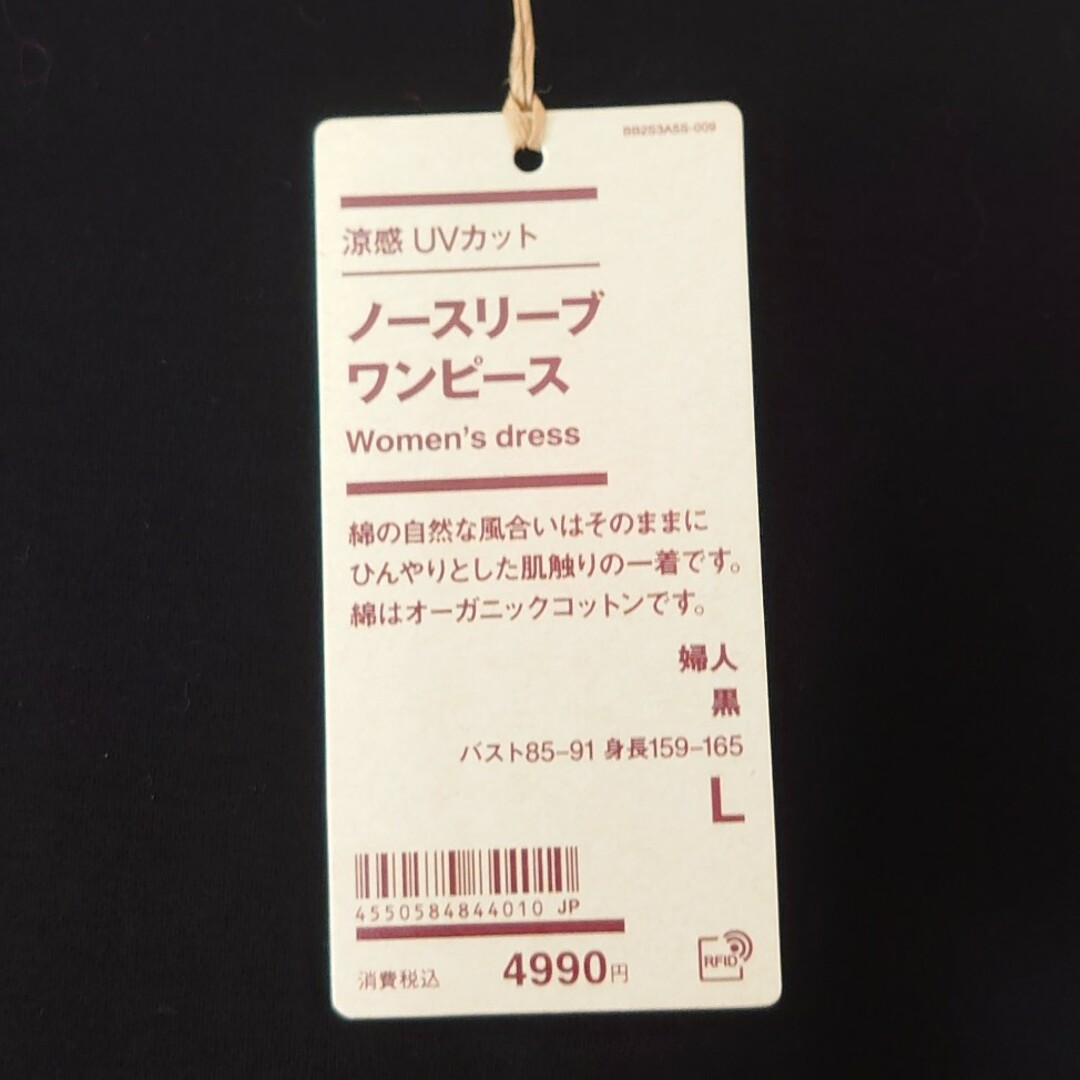 BB2S3A5S-009
涼感 UVカット
ノースリーブ
ワンピース
Women's dress
綿の自然な風合いはそのままに
ひんやりとした肌触りの一着です。
綿はオーガニックコットンです。
婦人
黒
バスト85-91 身長159-165
L
4550584844010 JP
消費税込 4990円
RFID